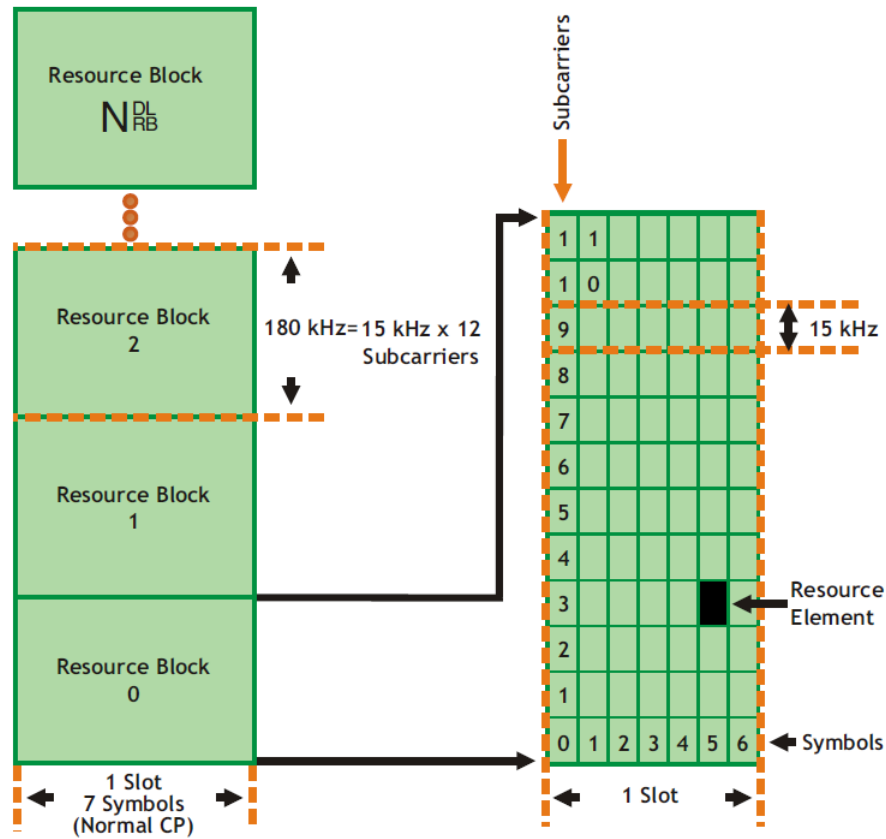 Resource Block
N DL RB
Resource Block
2
180 kHz= 15 kHz x 12
Subcarriers
Resource Block
1
Resource Block
0
1 Slot
7 Symbols
(Normal CP)
Subcarriers
1 1
1 0
9
15 kHz
8
7
6
5
4
3
Resource
Element
2
1
0 1 2 3 4 5 6
Symbols
1 Slot